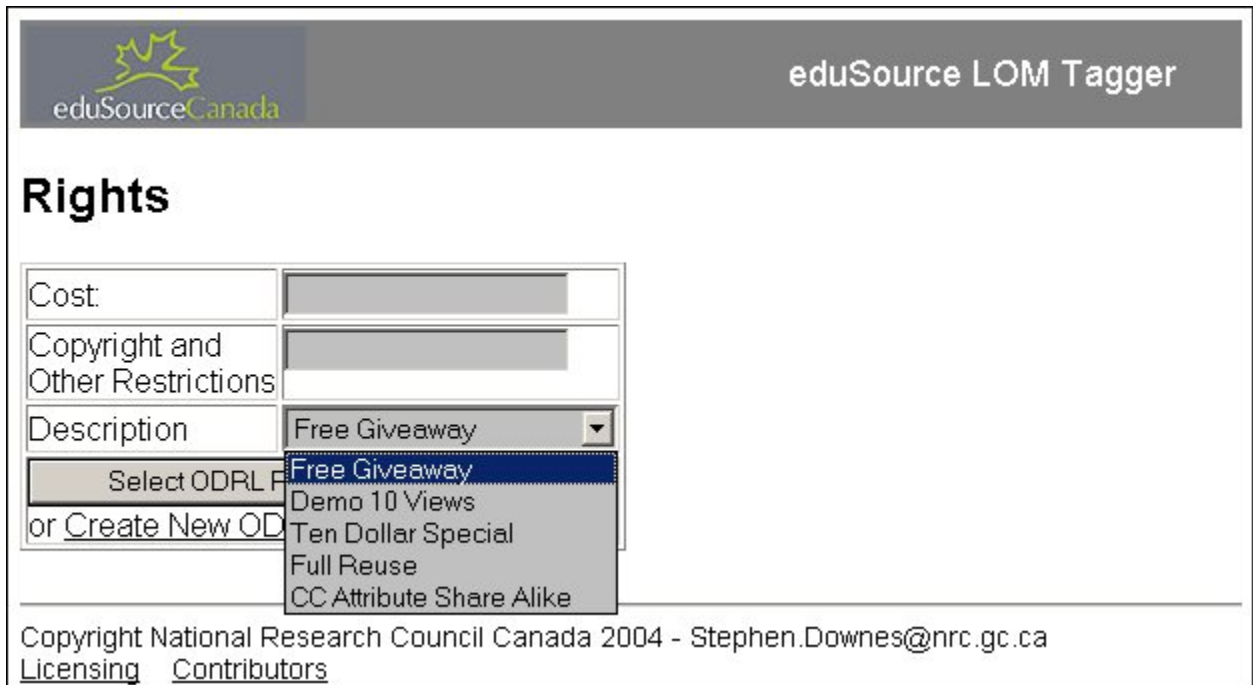 eduSourceCanada
eduSource LOM Tagger
Rights
Cost:
Copyright and
Other Restrictions
Description
Free Giveaway
Free Giveaway
Demo 10 Views
Ten Dollar Special
Full Reuse
CC Attribute Share Alike
Select ODRL
or Create New
Copyright National Research Council Canada 2004 - Stephen.Downes@nrc.gc.ca
Licensing Contributors